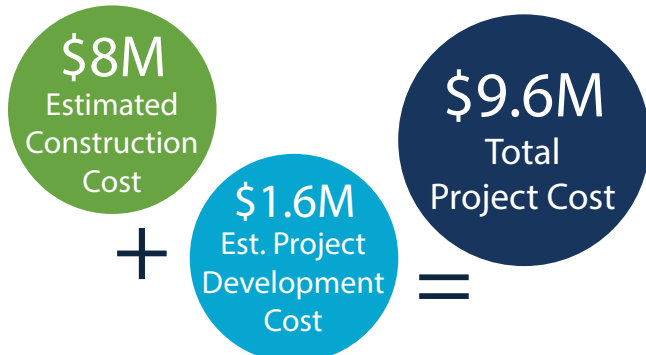 $8M
Estimated
Construction
Cost
+
$1.6M
Est. Project
Development
Cost
=
$9.6M
Total
Project Cost